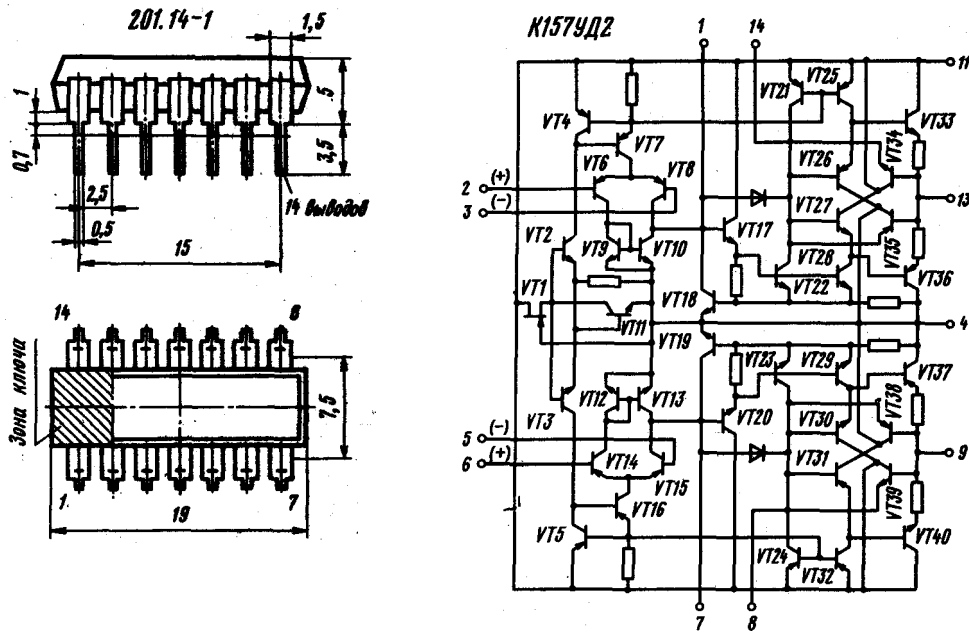 201.14-1
1,5
1
5
0,7
3,5
2,5
14 выводов
0,5
15
14
8
Зона ключа
7,5
1
7
19
К157УД2
1
14
11
VT21
VT25
VT4
VT33
VT7
VT34
VT6
VT8
VT26
2
(+)
3
(-)
13
VT27
VT17
VT2
VT9
VT10
VT35
VT28
VT22
VT36
VT1
VT18
4
VT11
VT19
VT23
VT29
VT37
VT12
VT13
VT38
VT3
VT20
VT30
5
(-)
9
6
(+)
VT14
VT31
VT15
VT39
VT16
VT5
VT40
VT24
VT32
7
8